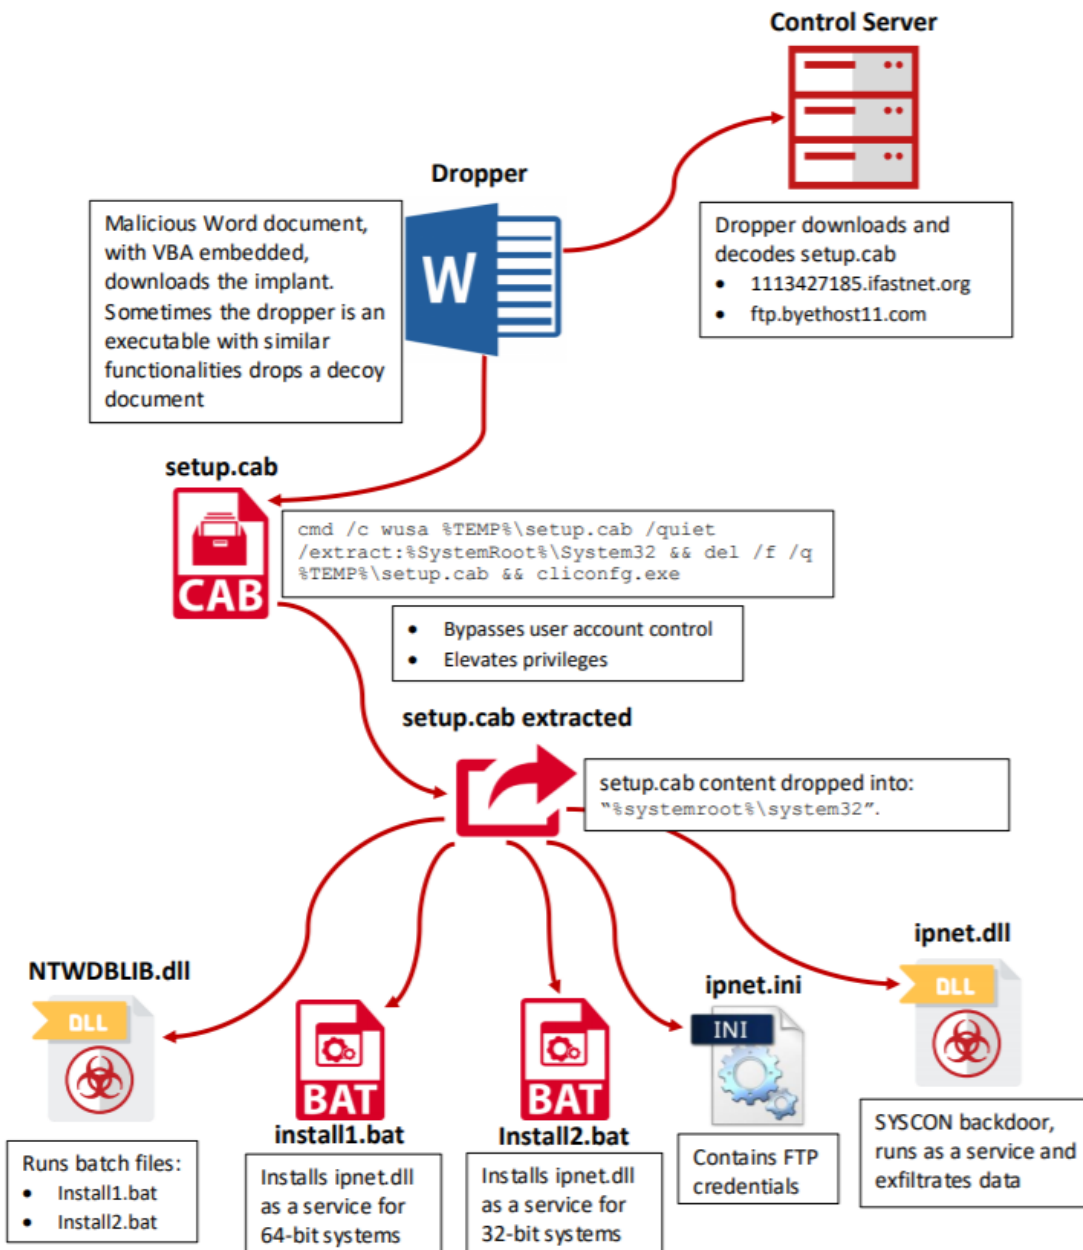 Control Server
Dropper
Malicious Word document,
with VBA embedded,
downloads the implant.
Sometimes the dropper is an
executable with similar
functionalities drops a decoy
document
W
Dropper downloads and
decodes setup.cab
• 1113427185.ifastnet.org
• ftp.byethost11.com
setup.cab
CAB
cmd /c wusa %TEMP%\setup.cab /quiet
/extract:%SystemRoot%\System32 && del /f /q
%TEMP%\setup.cab && cliconfg.exe
• Bypasses user account control
• Elevates privileges
setup.cab extracted
setup.cab content dropped into:
“%systemroot%\system32”.
NTWDBLIB.dll
DLL
Runs batch files:
• Install1.bat
• Install2.bat
BAT
install1.bat
Installs ipnet.dll
as a service for
64-bit systems
BAT
Install2.bat
Installs ipnet.dll
as a service for
32-bit systems
ipnet.ini
INI
Contains FTP
credentials
ipnet.dll
DLL
SYSCON backdoor,
runs as a service and
exfiltrates data